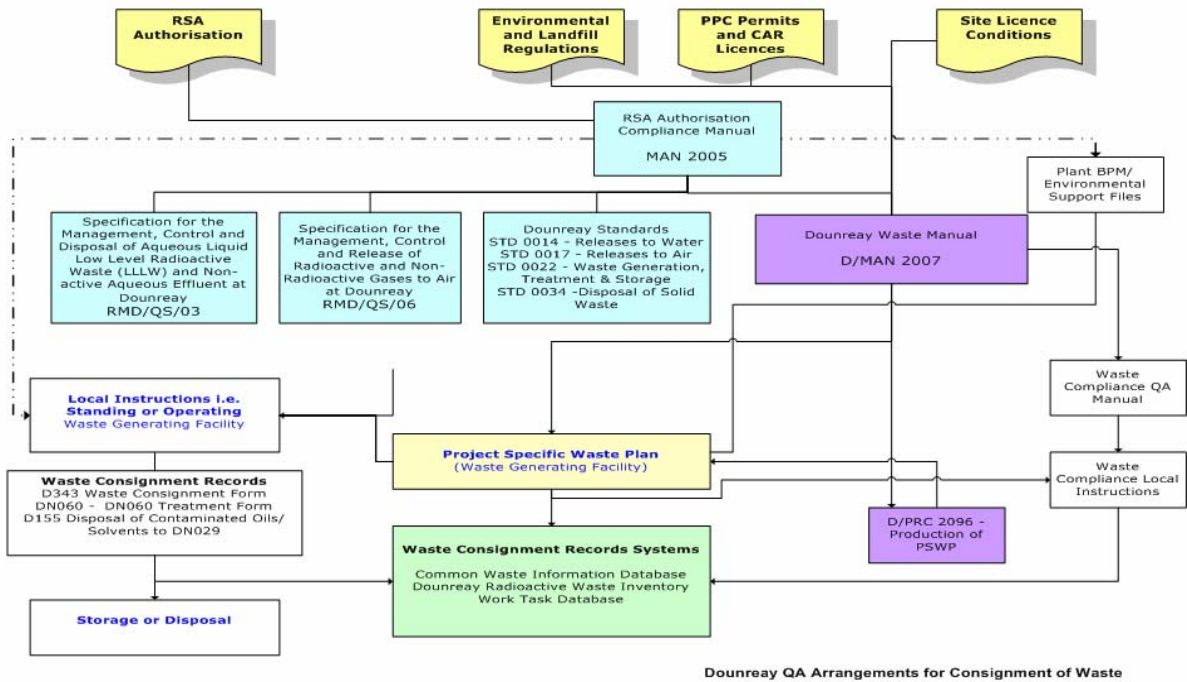 RSA
Authorisation
Environmental
and Landfill
Regulations
PPC Permits
and CAR
Licences
Site Licence
Conditions
RSA Authorisation
Compliance Manual
MAN 2005
Plant BPM/
Environmental
Support Files
Specification for the
Management, Control and
Disposal of Aqueous Liquid
Low Level Radioactive
Waste (LLLW) and Non-
active Aqueous Effluent at
Dounreay
RMD/QS/03
Specification for the
Management, Control
and Release of
Radioactive and Non-
Radioactive Gases to Air
at Dounreay
RMD/QS/06
Dounreay Standards
STD 0014 - Releases to Water
STD 0017 - Releases to Air
STD 0022 - Waste Generation,
Treatment & Storage
STD 0034 -Disposal of Solid
Waste
Dounreay Waste Manual
D/MAN 2007
Waste
Compliance QA
Manual
Local Instructions i.e.
Standing or Operating
Waste Generating Facility
Project Specific Waste Plan
(Waste Generating Facility)
Waste
Compliance Local
Instructions
Waste Consignment Records
D343 Waste Consignment Form
DN060 - DN060 Treatment Form
D155 Disposal of Contaminated Oils/
Solvents to DN029
D/PRC 2096 -
Production of
PSWP
Waste Consignment Records Systems
Common Waste Information Database
Dounreay Radioactive Waste Inventory
Work Task Database
Storage or Disposal
Dounreay QA Arrangements for Consignment of Waste